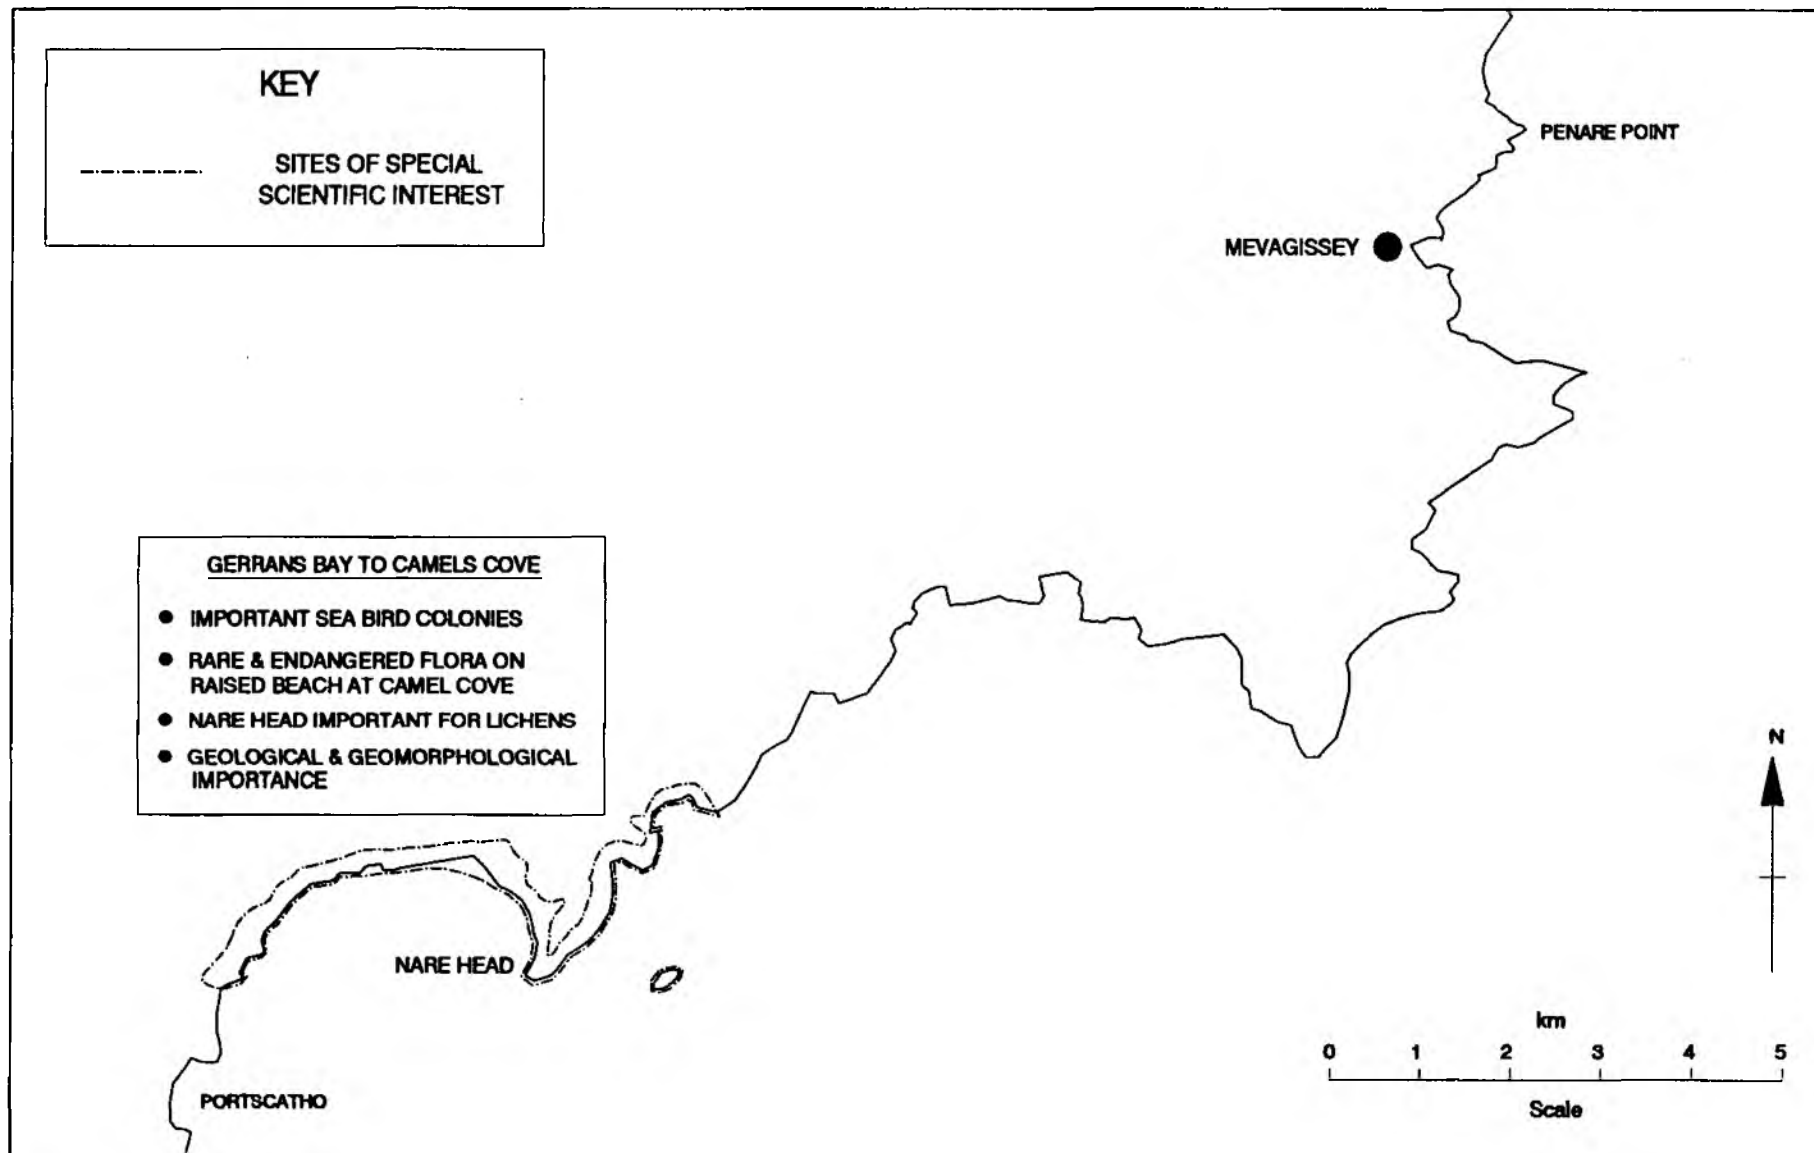 KEY
SITES OF SPECIAL
SCIENTIFIC INTEREST
PENARE POINT
MEVAGISSEY
GERRANS BAY TO CAMELS COVE
● IMPORTANT SEA BIRD COLONIES
● RARE & ENDANGERED FLORA ON
RAISED BEACH AT CAMEL COVE
● NARE HEAD IMPORTANT FOR LICHENS
● GEOLOGICAL & GEOMORPHOLOGICAL
IMPORTANCE
N
NARE HEAD
km
0 1 2 3 4 5
Scale
PORTSCATHO